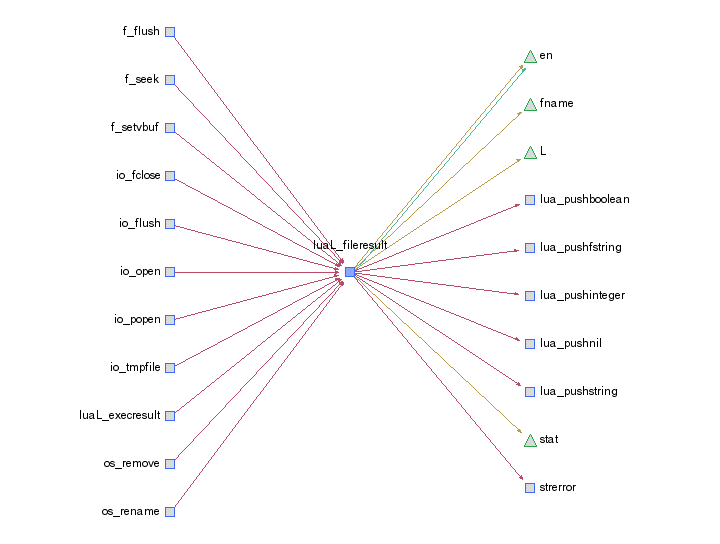 f_flush
f_seek
f_setvbuf
io_fclose
io_flush
io_open
io_popen
io_tmpfile
luaL_execresult
os_remove
os_rename
luaL_fileresult
en
fname
L
lua_pushboolean
lua_pushfstring
lua_pushinteger
lua_pushnil
lua_pushstring
stat
strerror